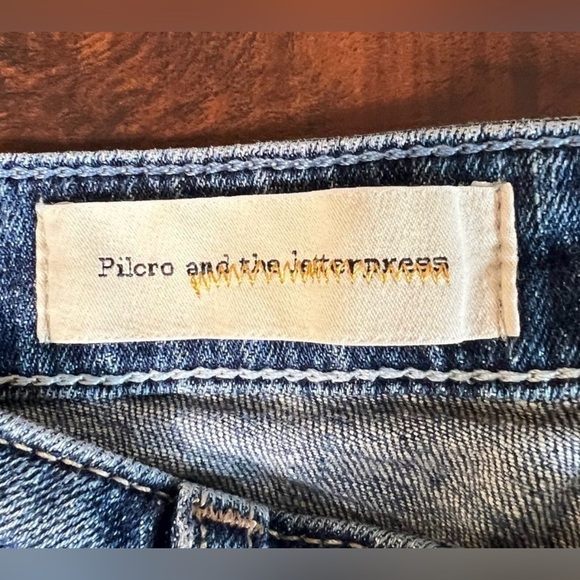 Pilcro and the letterpress